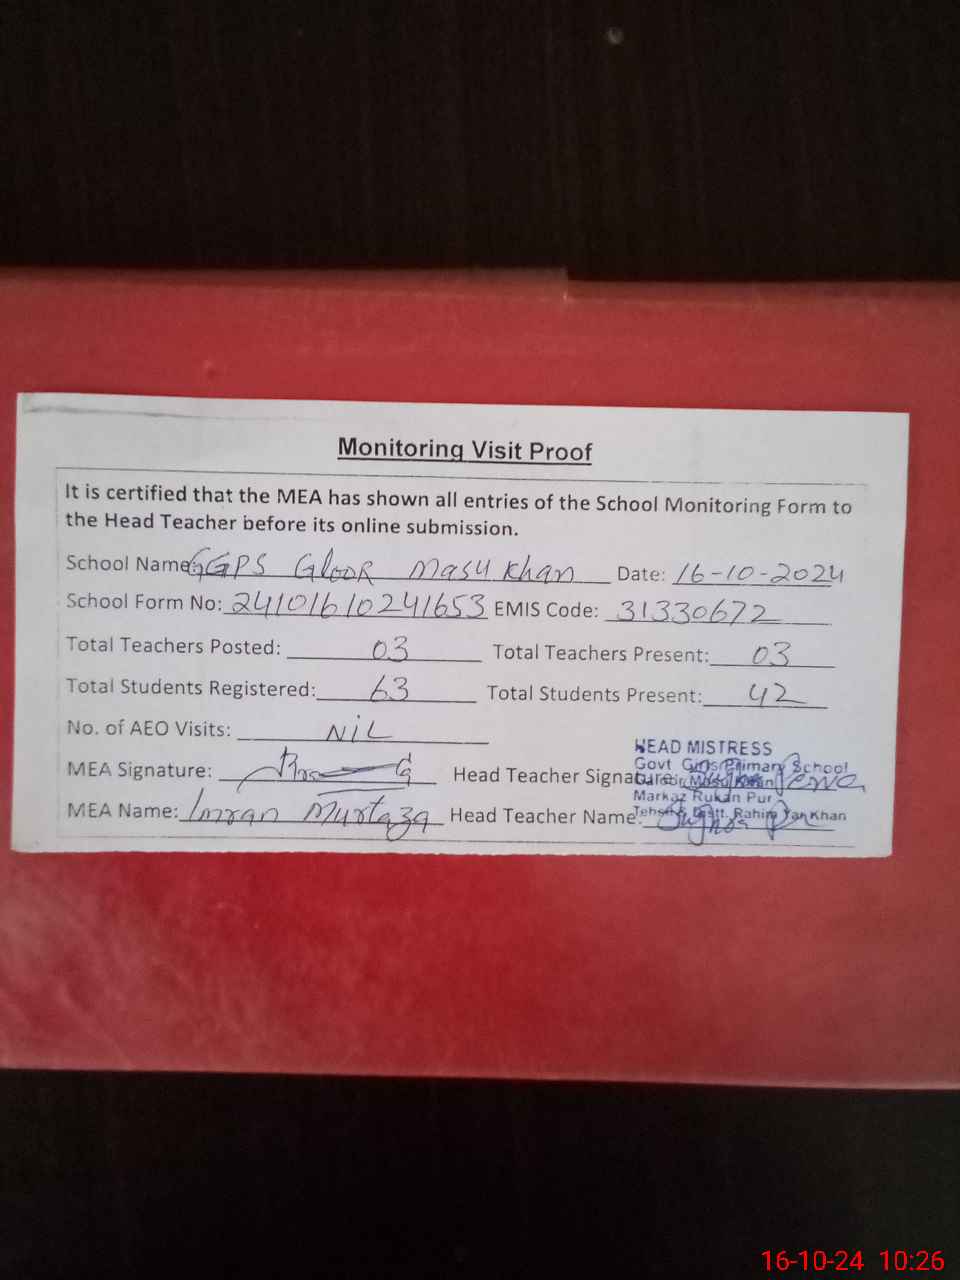 Monitoring Visit Proof
It is certified that the MEA has shown all entries of the School Monitoring Form to
the Head Teacher before its online submission.
School Name: GGPS Gloor Masu Khan Date: 16-10-2024
School Form No: 24101610241653 EMIS Code: 31330672
Total Teachers Posted: 03 Total Teachers Present: 03
Total Students Registered: 63 Total Students Present: 42
No. of AEO Visits: NiL
HEAD MISTRESS
Govt Girls Primary School
MEA Signature: Head Teacher Signature:
Masu Khan
Markaz Rukan Pur
MEA Name: Imran Murtaza Head Teacher Name:
Distt. Rahim Yar Khan
16-10-24 10:26